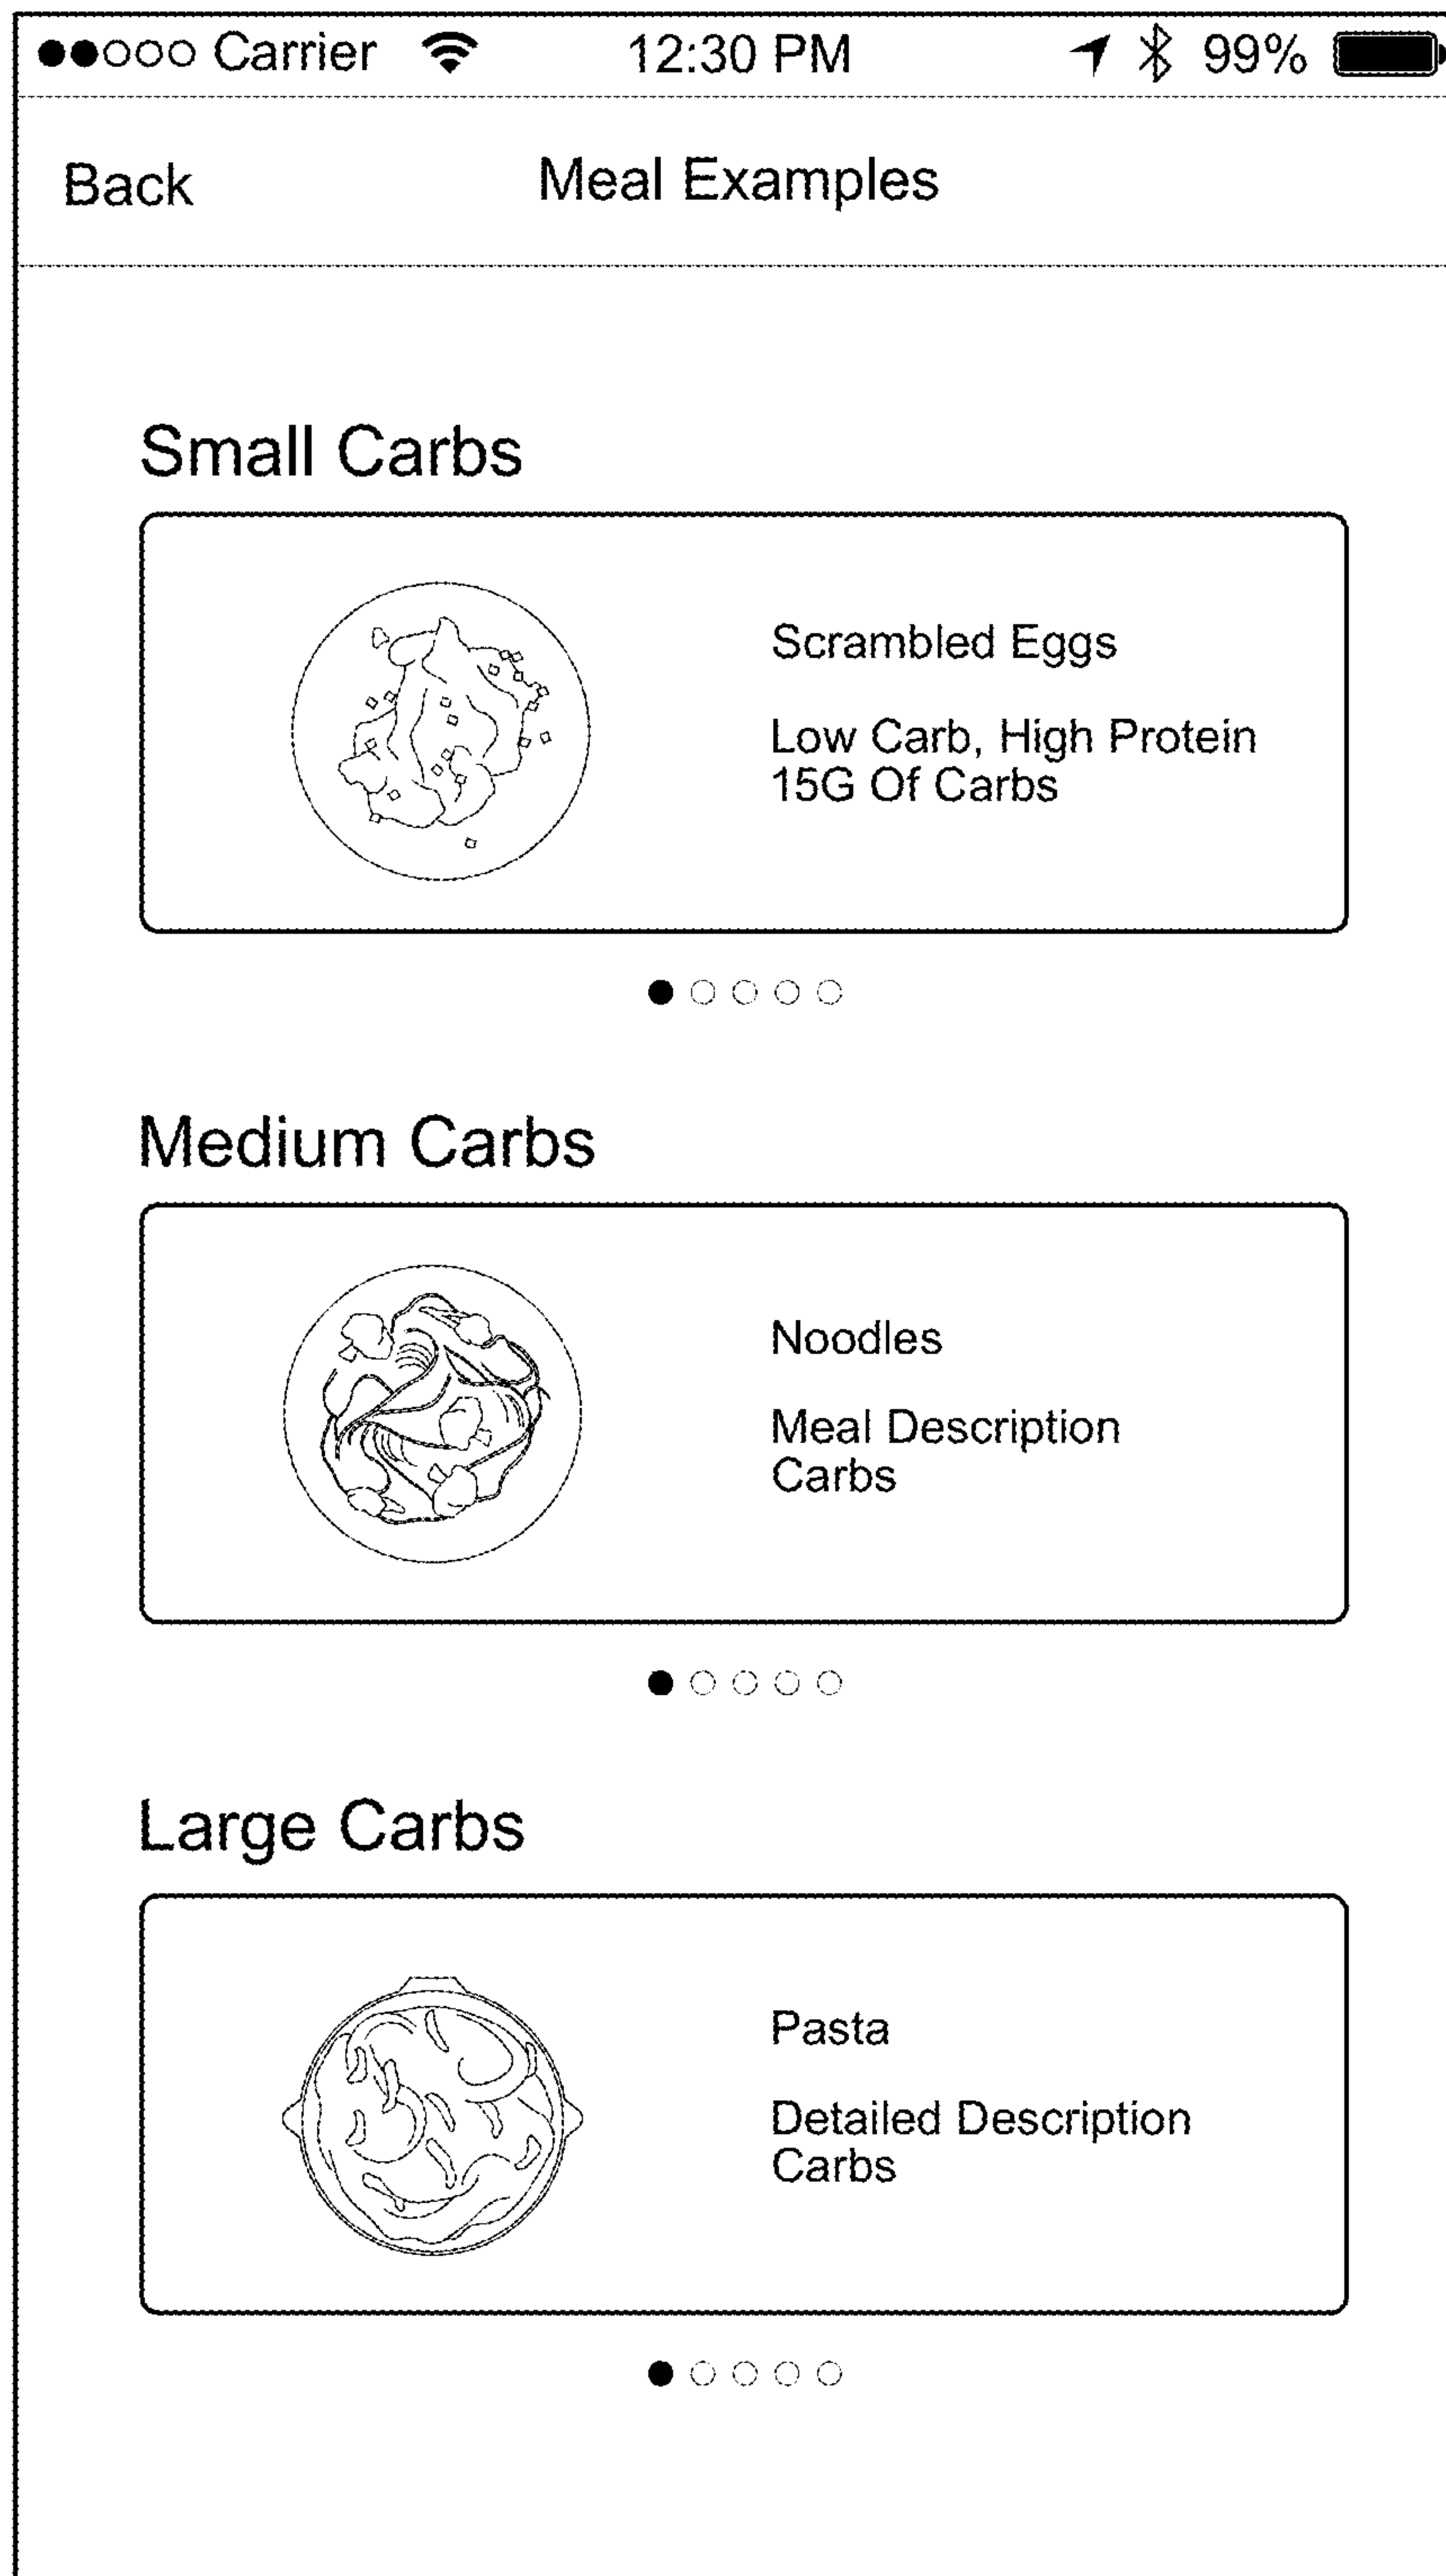 Carrier 12:30 PM 99%
Back Meal Examples
Small Carbs
Scrambled Eggs
Low Carb, High Protein
15G Of Carbs
Medium Carbs
Noodles
Meal Description
Carbs
Large Carbs
Pasta
Detailed Description
Carbs